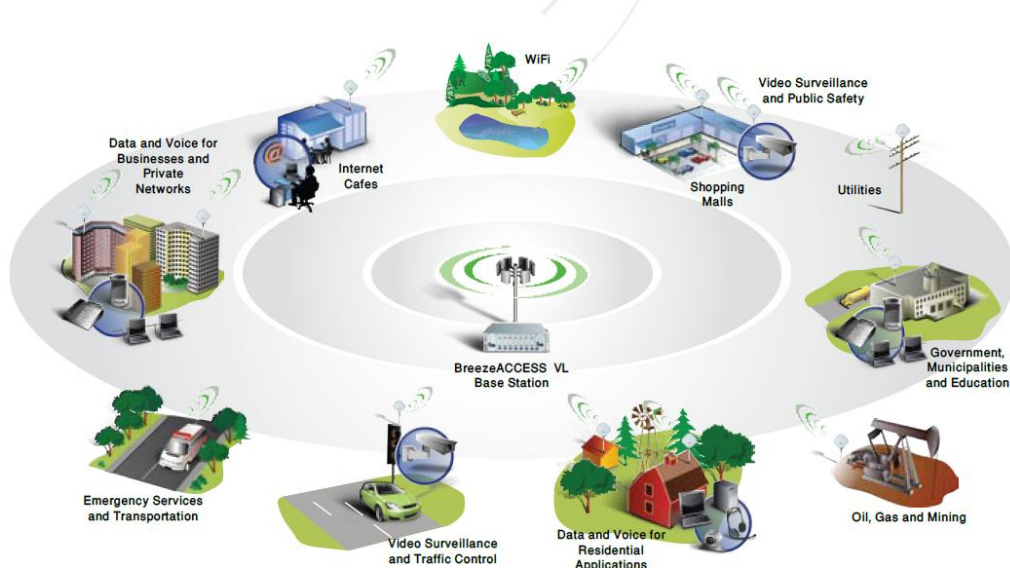 WiFi
Video Surveillance
and Public Safety
Data and Voice for
Businesses and
Private
Networks
@
Internet
Cafes
Shopping
Malls
Utilities
BreezeACCESS VL
Base Station
Government,
Municipalities
and Education
Emergency Services
and Transportation
Video Surveillance
and Traffic Control
Data and Voice for
Residential
Applications
Oil, Gas and Mining